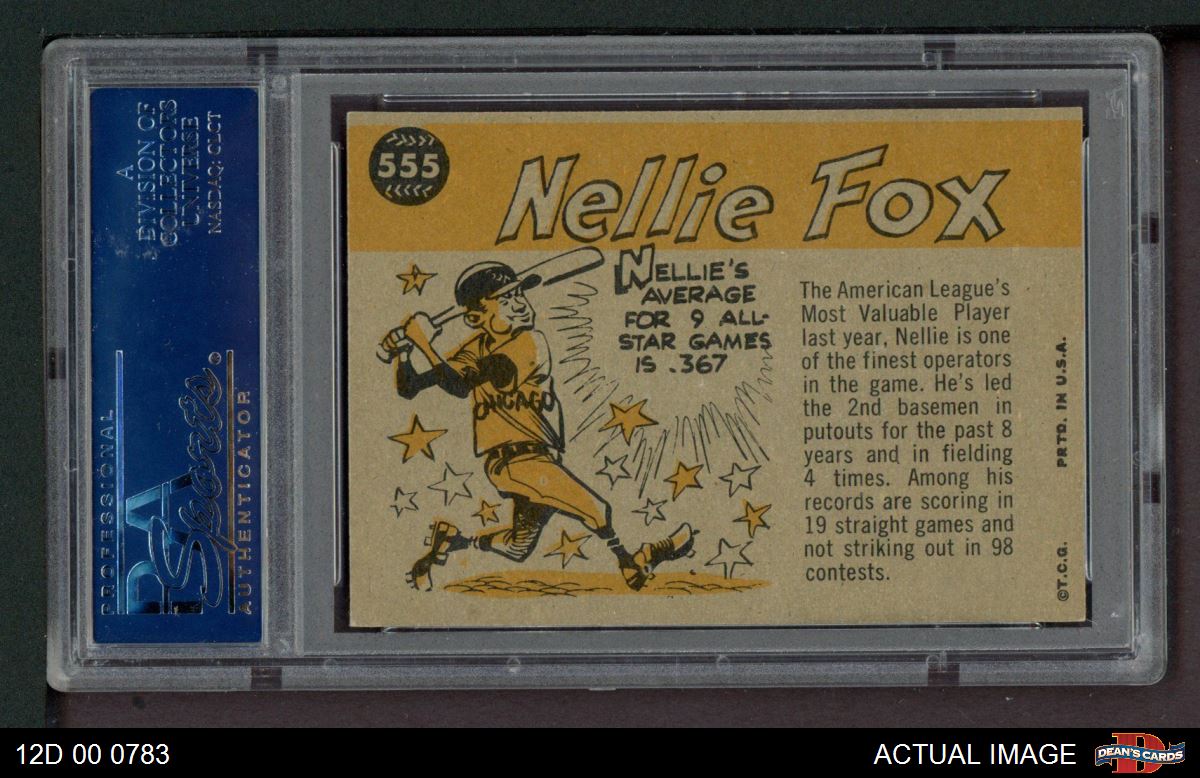 A
DIVISION OF
COLLECTORS
UNIVERSE
NASDAQ: CLCT
PROFESSIONAL
PSA
Sports
AUTHENTICATOR
555
Nellie Fox
NELLIE'S
AVERAGE
FOR 9 ALL-
STAR GAMES
IS .367
CHICAGO
The American League's
Most Valuable Player
last year, Nellie is one
of the finest operators
in the game. He's led
the 2nd basemen in
putouts for the past 8
years and in fielding
4 times. Among his
records are scoring in
19 straight games and
not striking out in 98
contests.
©T.C.G.
PRTD. IN U.S.A.
12D 00 0783
ACTUAL IMAGE
DEAN'S CARDS